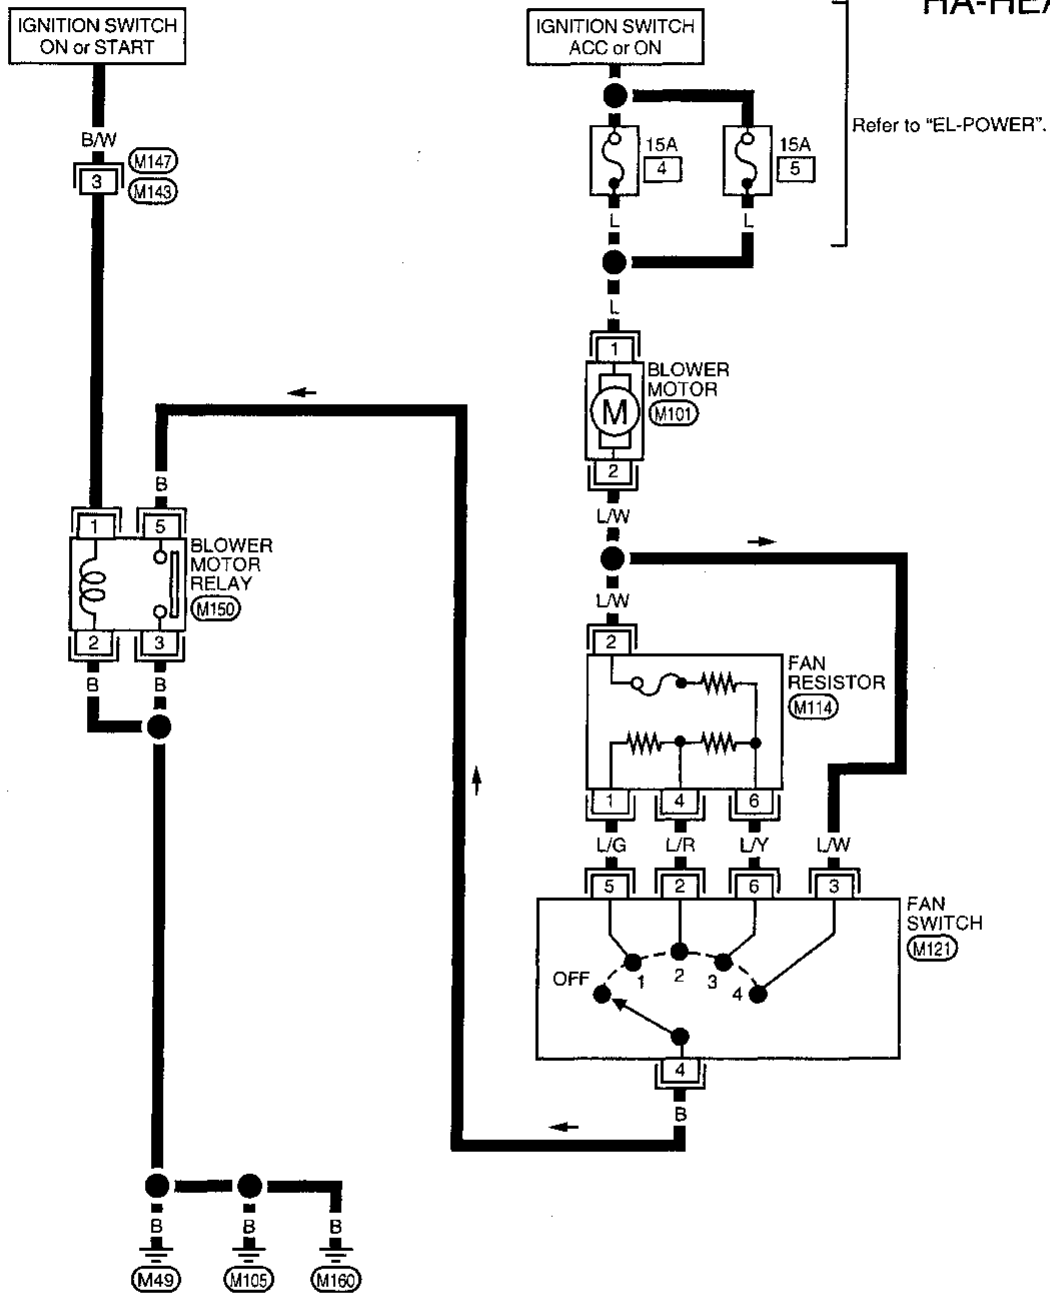 HA-HEA
IGNITION SWITCH
ON or START
IGNITION SWITCH
ACC or ON
Refer to "EL-POWER".
15A
4
15A
5
B/W
M147
3
M143
L
L
L
1
BLOWER
MOTOR
M
M101
2
B
L/W
1
5
BLOWER
MOTOR
RELAY
M150
L/W
2
3
2
B
B
FAN
RESISTOR
M114
1
4
6
L/G
L/R
L/Y
L/W
5
2
6
3
FAN
SWITCH
M121
OFF
1
2
3
4
4
B
B
B
B
M49
M105
M160